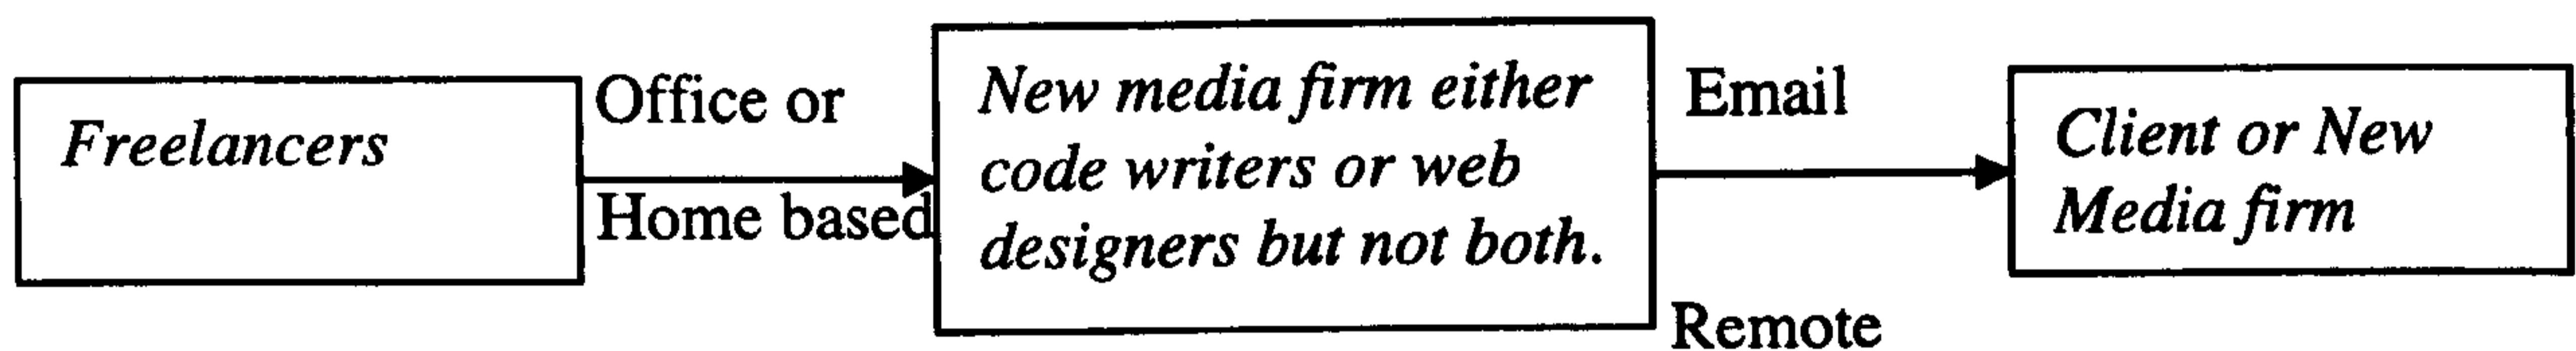 Freelancers
Office or
Home based
New media firm either
code writers or web
designers but not both.
Email
Remote
Client or New
Media firm